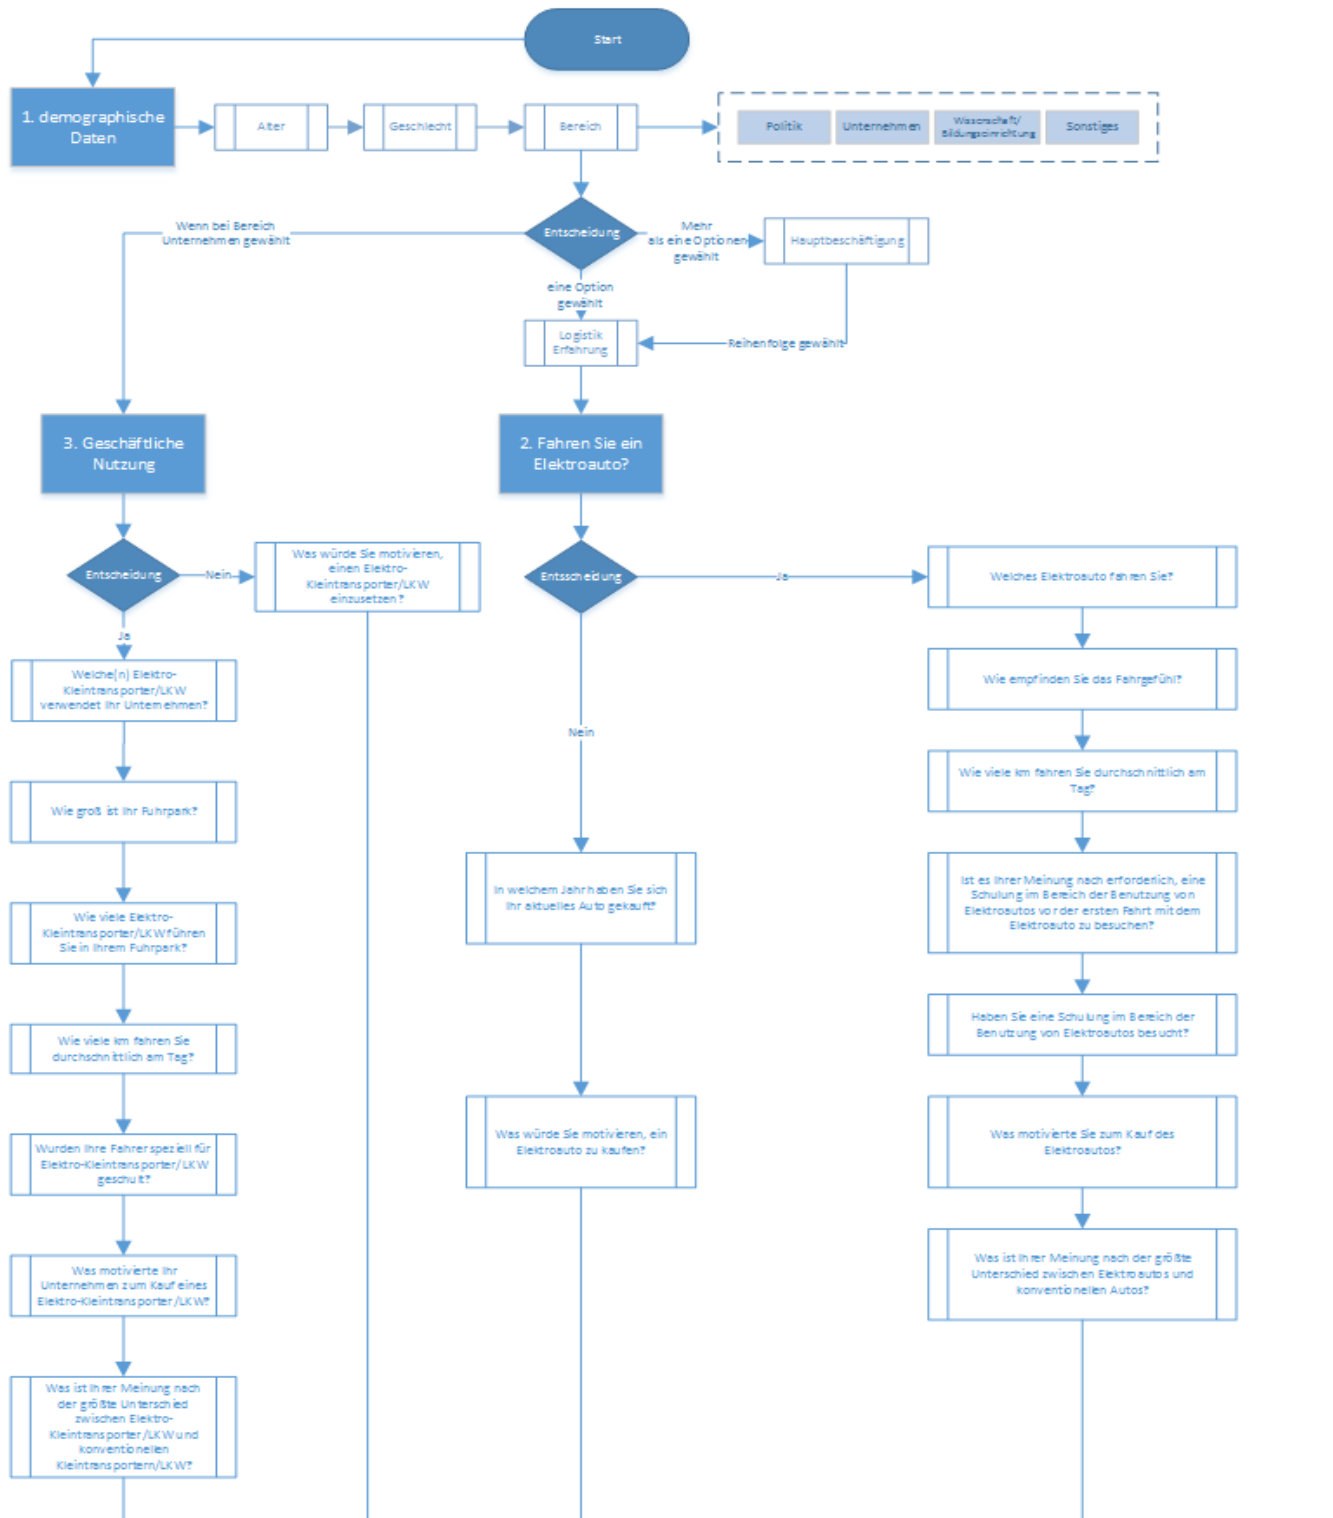 Start
1. demographische
Daten
Alter
Geschlecht
Bereich
Politik
Unternehmen
Wissenschaft/
Bildungseinrichtung
Sonstiges
Wenn bei Bereich
Unternehmen gewählt
Entscheidung
Mehr
als eine Optionen
gewählt
Hauptbeschäftigung
eine Option
gewählt
Logistik
Erfahrung
Reihenfolge gewählt
3. Geschäftliche
Nutzung
2. Fahren Sie ein
Elektroauto?
Entscheidung
Nein
Was würde Sie motivieren,
einen Elektro-
Kleintransporter/LKW
einzusetzen?
Entsscheidung
Ja
Welches Elektroauto fahren Sie?
Ja
Welche(n) Elektro-
Kleintransporter/LKW
verwendet Ihr Unternehmen?
Wie empfinden Sie das Fahrgefühl?
Nein
Wie viele km fahren Sie durchschnittlich am
Tag?
Wie groß ist Ihr Fuhrpark?
In welchem Jahr haben Sie sich
Ihr aktuelles Auto gekauft?
Ist es Ihrer Meinung nach erforderlich, eine
Schulung im Bereich der Benutzung von
Elektroautos vor der ersten Fahrt mit dem
Elektroauto zu besuchen?
Wie viele Elektro-
Kleintransporter/LKW führen
Sie in Ihrem Fuhrpark?
Haben Sie eine Schulung im Bereich der
Benutzung von Elektroautos besucht?
Wie viele km fahren Sie
durchschnittlich am Tag?
Was würde Sie motivieren, ein
Elektroauto zu kaufen?
Was motivierte Sie zum Kauf des
Elektroautos?
Wurden Ihre Fahrer speziell für
Elektro-Kleintransporter/LKW
geschult?
Was motivierte Ihr
Unternehmen zum Kauf eines
Elektro-Kleintransporter/LKW?
Was ist Ihrer Meinung nach der größte
Unterschied zwischen Elektroautos und
konventionellen Autos?
Was ist Ihrer Meinung nach
der größte Unterschied
zwischen Elektro-
Kleintransporter/LKW und
konventionellen
Kleintransportern/LKW?